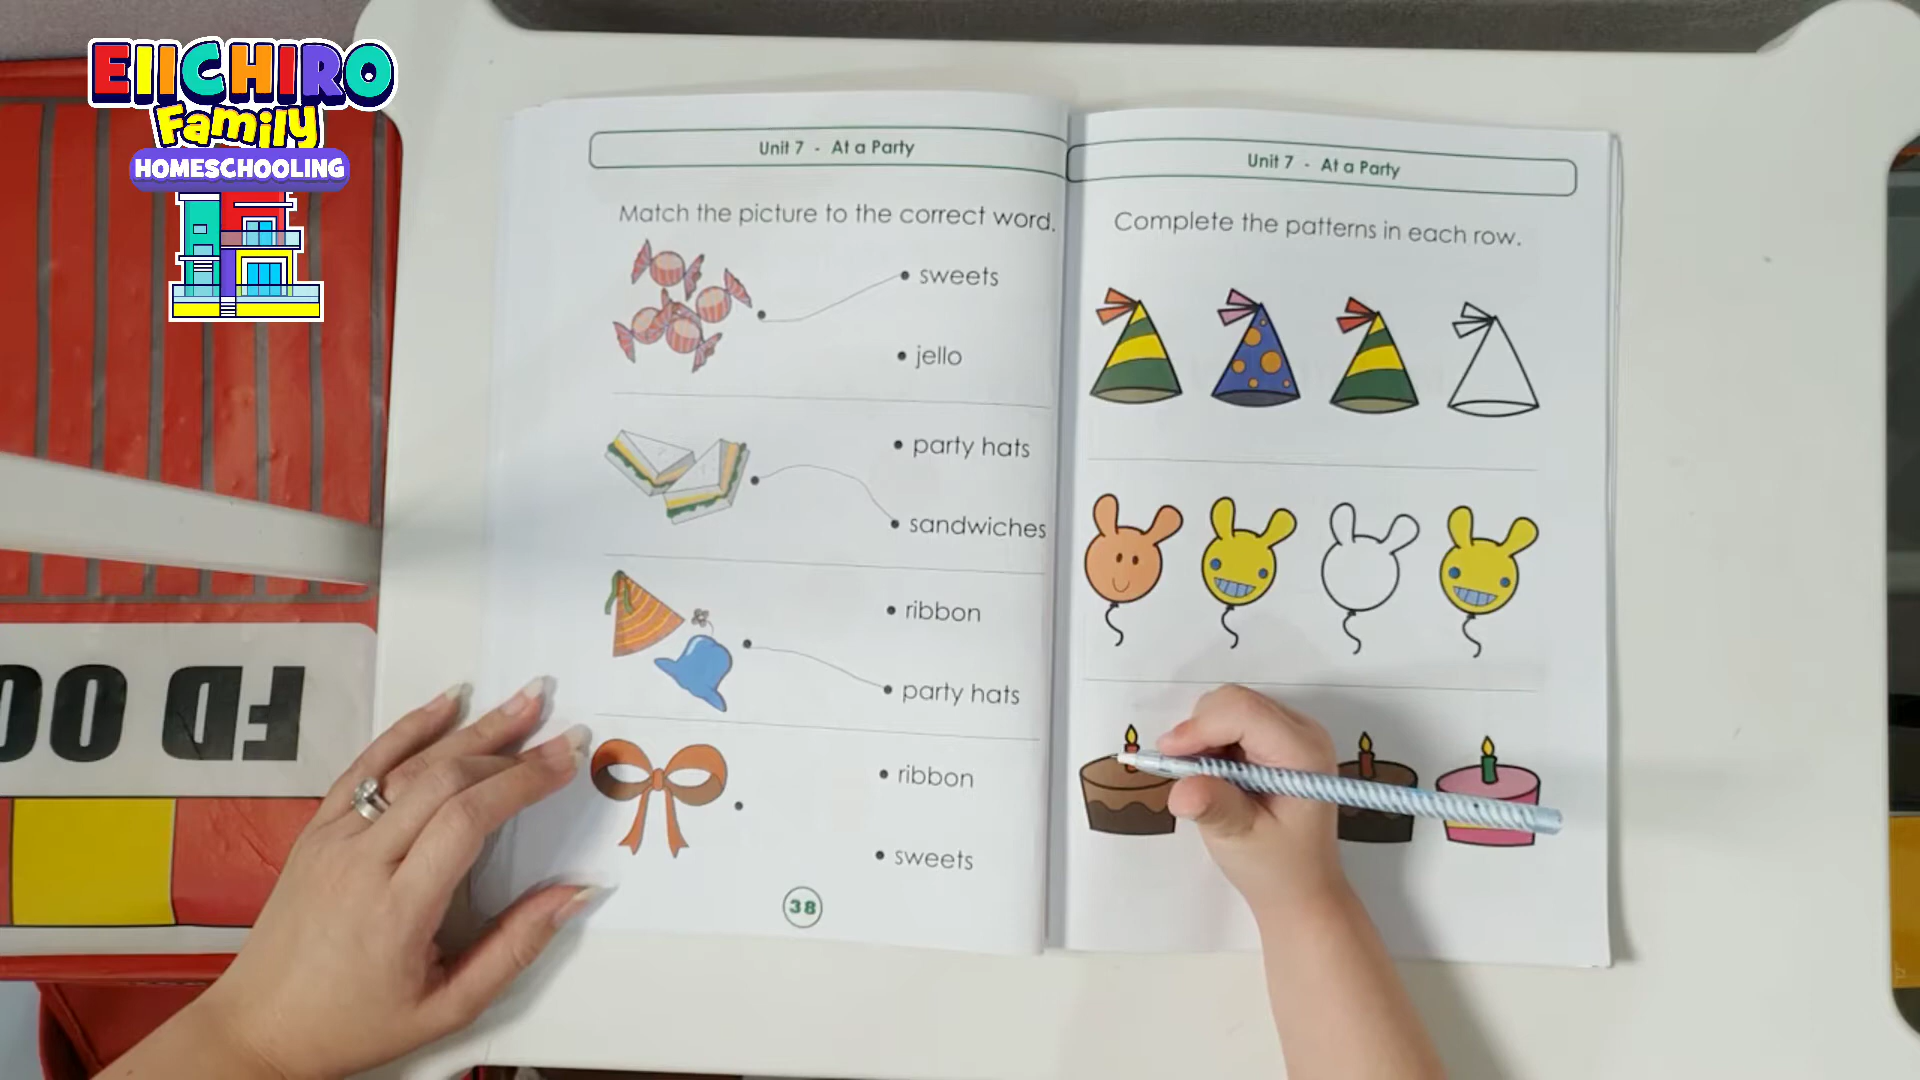 EIICHIRO
Family
HOMESCHOOLING
FD 00
Unit 7 - At a Party
Match the picture to the correct word.
sweets
jello
party hats
sandwiches
ribbon
party hats
ribbon
sweets
38
Unit 7 - At a Party
Complete the patterns in each row.